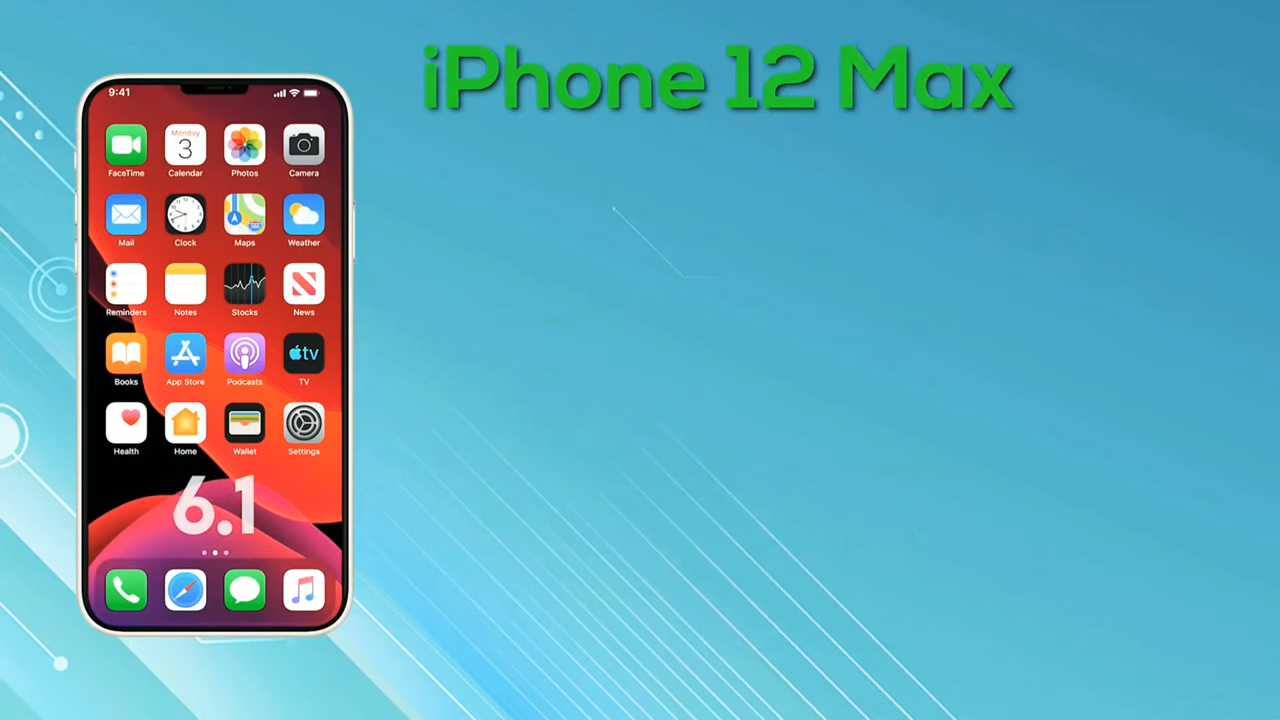 iPhone 12 Max
9:41
Monday
3
FaceTime Calendar Photos Camera
Mail Clock Maps Weather
Reminders Notes Stocks News
tv
Books App Store Podcasts TV
Health Home Wallet Settings
6.1